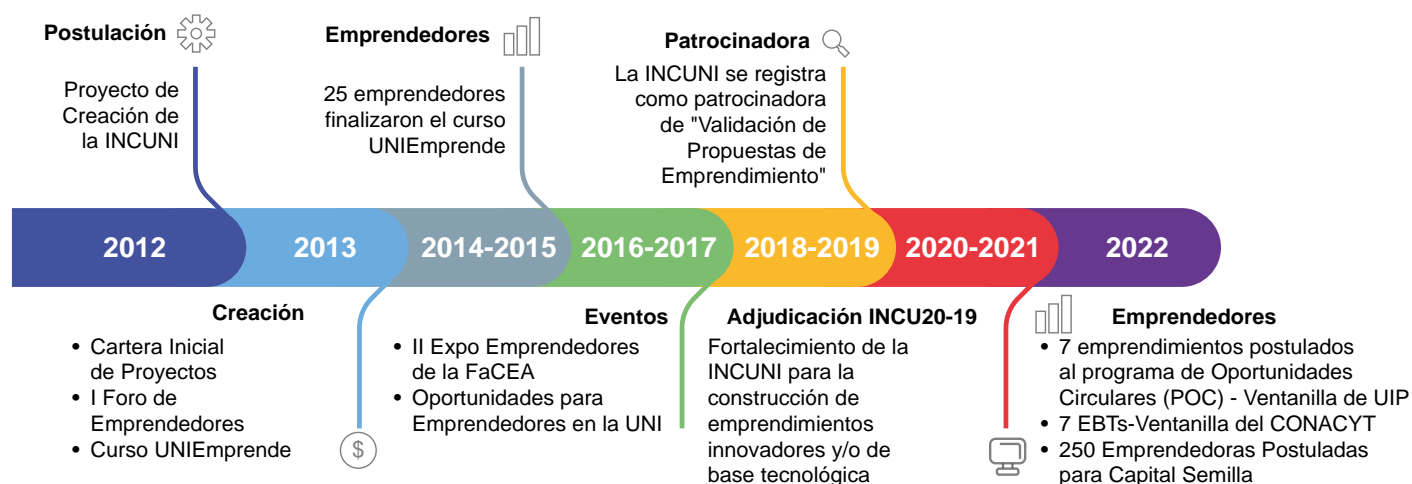 Postulación
Proyecto de
Creación de
la INCUNI
Emprendedores
25 emprendedores
finalizaron el curso
UNIEmprende
Patrocinadora
La INCUNI se registra
como patrocinadora
de "Validación de
Propuestas de
Emprendimiento"
2012
2013
2014-2015
2016-2017
2018-2019
2020-2021
2022
Creación
• Cartera Inicial
de Proyectos
• I Foro de
Emprendedores
• Curso UNIEmprende
$
Eventos
• II Expo Emprendedores
de la FaCEA
• Oportunidades para
Emprendedores en la UNI
Adjudicación INCU20-19
Fortalecimiento de la
INCUNI para la
construcción de
emprendimientos
innovadores y/o de
base tecnológica
Emprendedores
• 7 emprendimientos postulados
al programa de Oportunidades
Circulares (POC) - Ventanilla de UIP
• 7 EBTs-Ventanilla del CONACYT
• 250 Emprendedoras Postuladas
para Capital Semilla